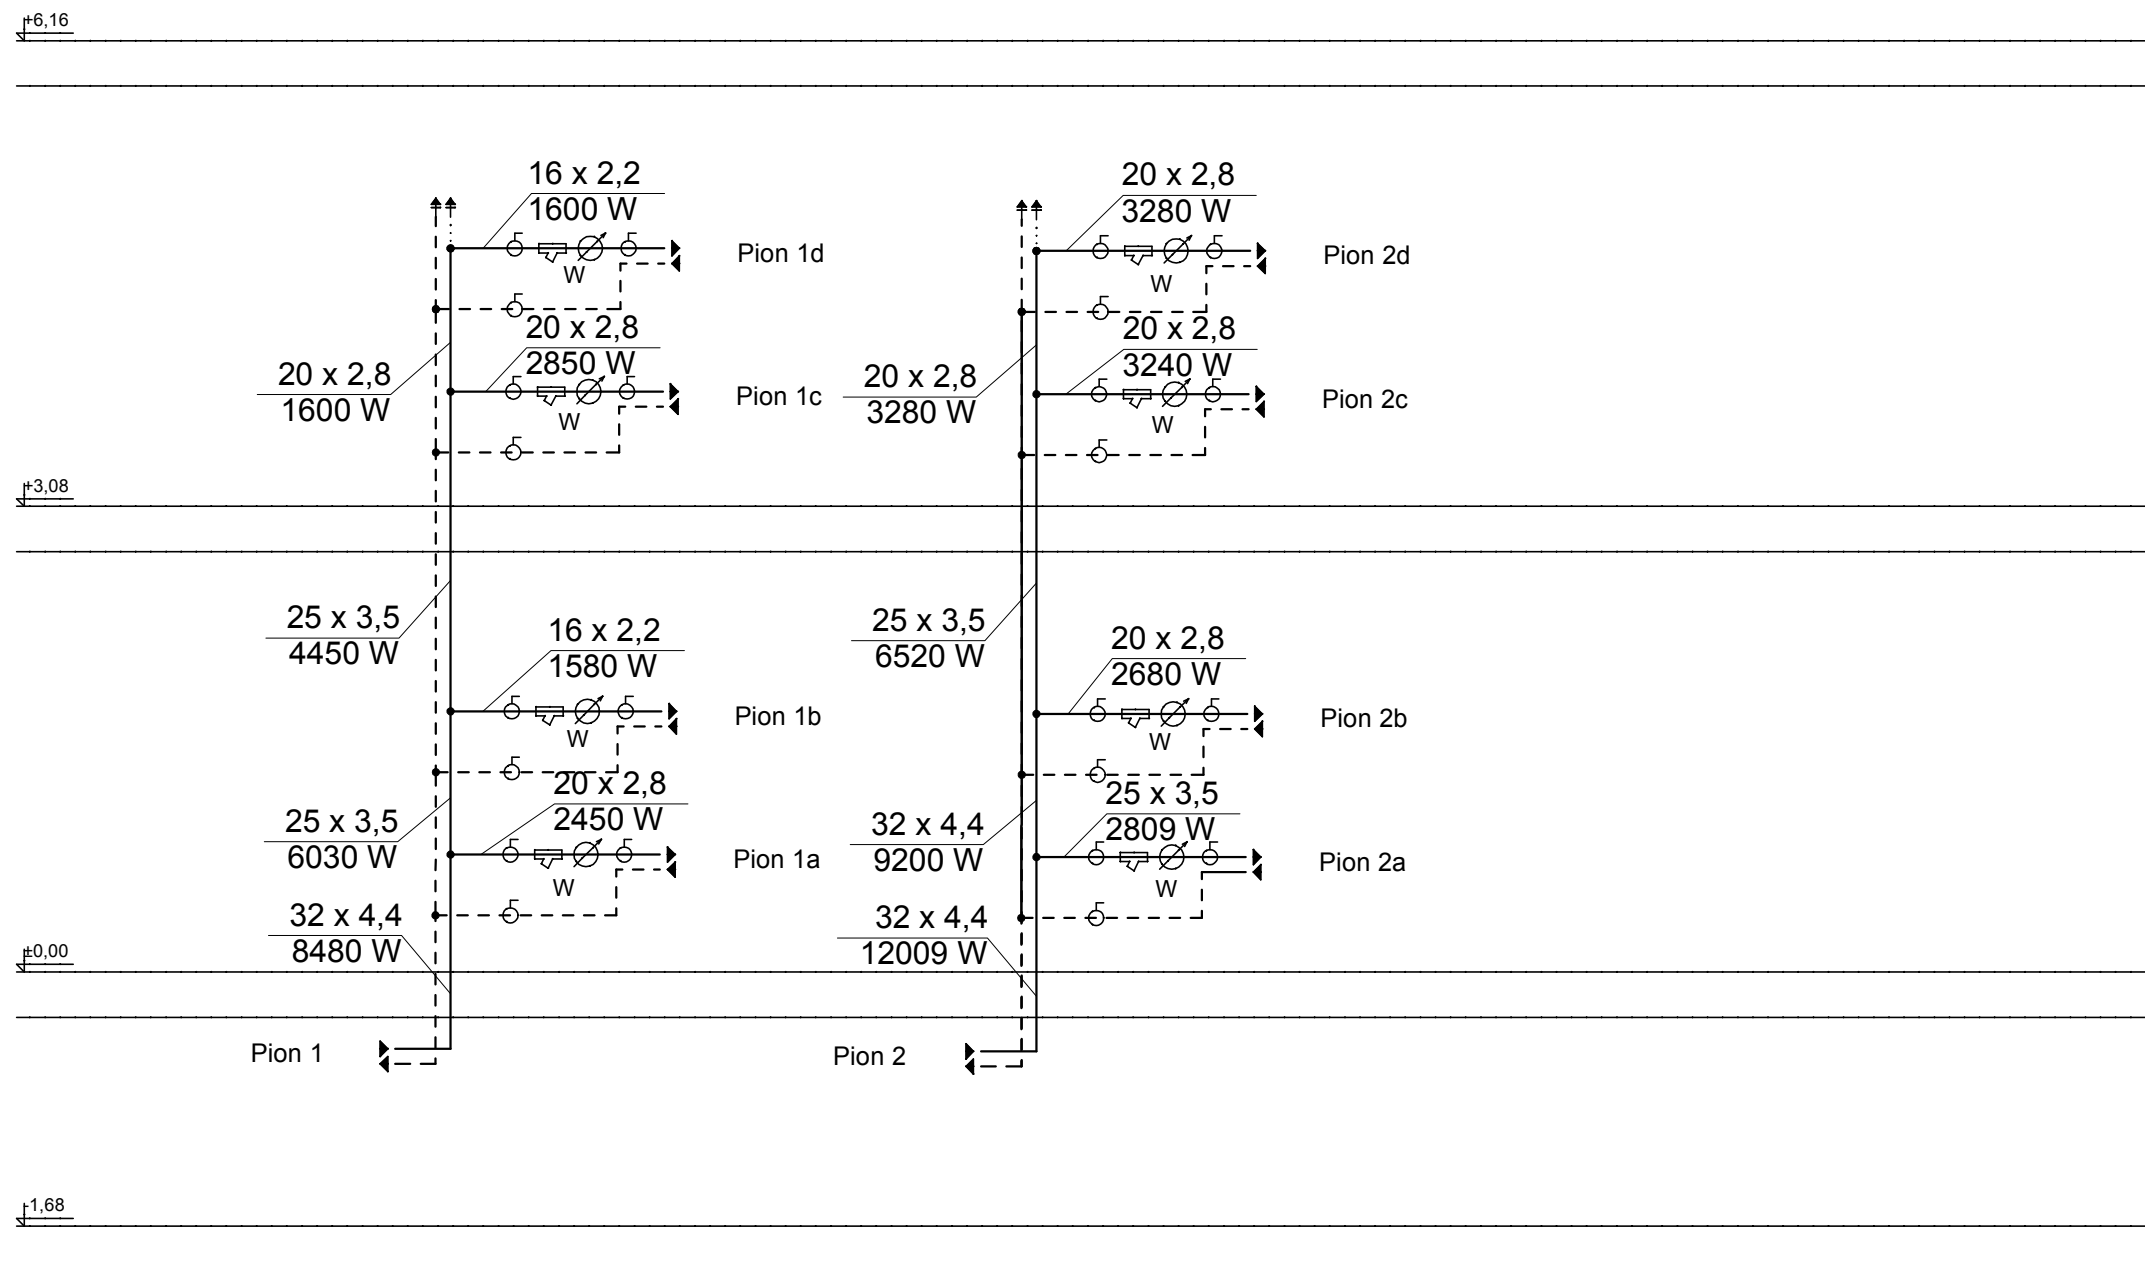 +6,16
16 x 2,2
1600 W
Pion 1d
W
20 x 2,8
3280 W
Pion 2d
W
20 x 2,8
2850 W
Pion 1c
W
20 x 2,8
1600 W
20 x 2,8
3240 W
Pion 2c
W
20 x 2,8
3280 W
+3,08
25 x 3,5
4450 W
16 x 2,2
1580 W
Pion 1b
W
25 x 3,5
6520 W
20 x 2,8
2680 W
Pion 2b
W
20 x 2,8
2450 W
Pion 1a
W
25 x 3,5
6030 W
25 x 3,5
2809 W
Pion 2a
W
32 x 4,4
9200 W
32 x 4,4
8480 W
32 x 4,4
12009 W
±0,00
Pion 1
Pion 2
-1,68